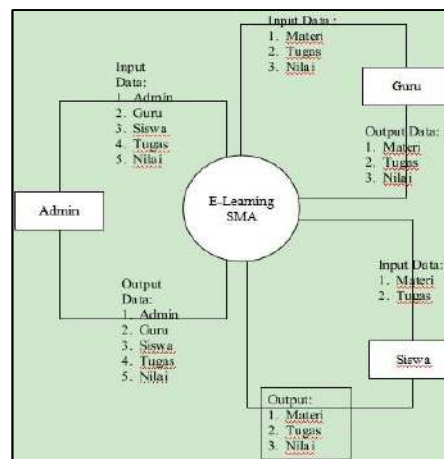 Input Data :
1. Materi
2. Tugas
3. Nilai
Guru
Input
Data:
1. Admin
2. Guru
3. Siswa
4. Tugas
5. Nilai
Output Data:
1. Materi
2. Tugas
3. Nilai
Admin
E-Learning
SMA
Input Data:
1. Materi
2. Tugas
Output
Data:
1. Admin
2. Guru
3. Siswa
4. Tugas
5. Nilai
Siswa
Output:
1. Materi
2. Tugas
3. Nilai